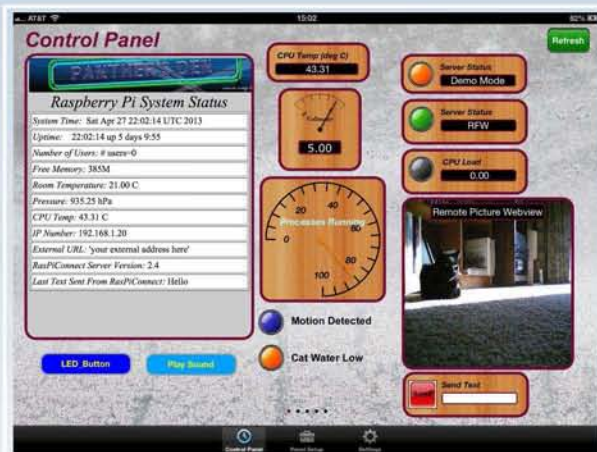 AT&T
15:02
82%
Control Panel
Refresh
PANTHER'S DEN
Raspberry Pi System Status
System Time: Sat Apr 27 22:02:14 UTC 2013
Uptime: 22:02:14 up 5 days 9:55
Number of Users: # users=0
Free Memory: 385M
Room Temperature: 21.00 C
Pressure: 935.25 hPa
CPU Temp: 43.31 C
IP Number: 192.168.1.20
External URL: 'your external address here'
RasPiConnect Server Version: 2.4
Last Text Sent From RasPiConnect: Hello
LED_Button
Play Sound
CPU Temp (deg C)
43.31
5.00
Processes Running
0
20
40
60
80
100
Motion Detected
Cat Water Low
Server Status
Demo Mode
Server Status
RFW
CPU Load
0.00
Remote Picture Webview
Send Text
Control Panel
Panel Setup
Settings